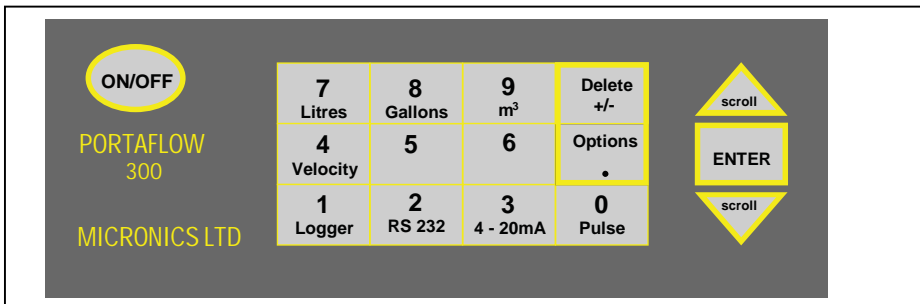 ON/OFF
PORTAFLOW
300
MICRONICS LTD
7
Litres
8
Gallons
9
m³
Delete
+/-
4
Velocity
5
6
Options
.
1
Logger
2
RS 232
3
4 - 20mA
0
Pulse
scroll
ENTER
scroll